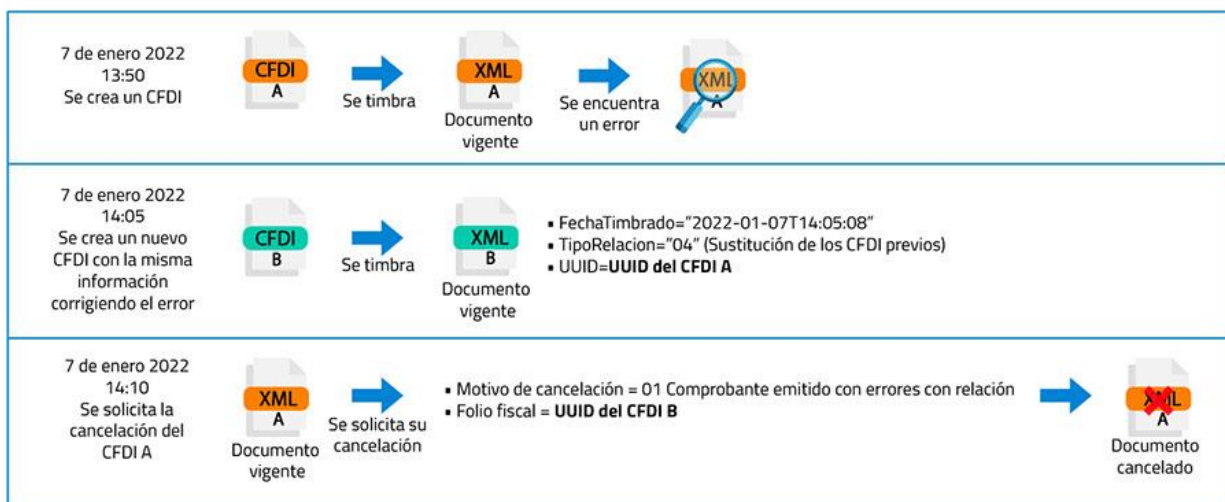 7 de enero 2022
13:50
Se crea un CFDI
CFDI
A
Se timbra
XML
A
Documento
vigente
Se encuentra
un error
XML
A
7 de enero 2022
14:05
Se crea un nuevo
CFDI con la misma
información
corrigiendo el error
CFDI
B
Se timbra
XML
B
Documento
vigente
▪ FechaTimbrado="2022-01-07T14:05:08"
▪ TipoRelacion="04" (Sustitución de los CFDI previos)
▪ UUID=UUID del CFDI A
7 de enero 2022
14:10
Se solicita la
cancelación del
CFDI A
XML
A
Documento
vigente
Se solicita su
cancelación
▪ Motivo de cancelación = 01 Comprobante emitido con errores con relación
▪ Folio fiscal = UUID del CFDI B
XML
A
Documento
cancelado